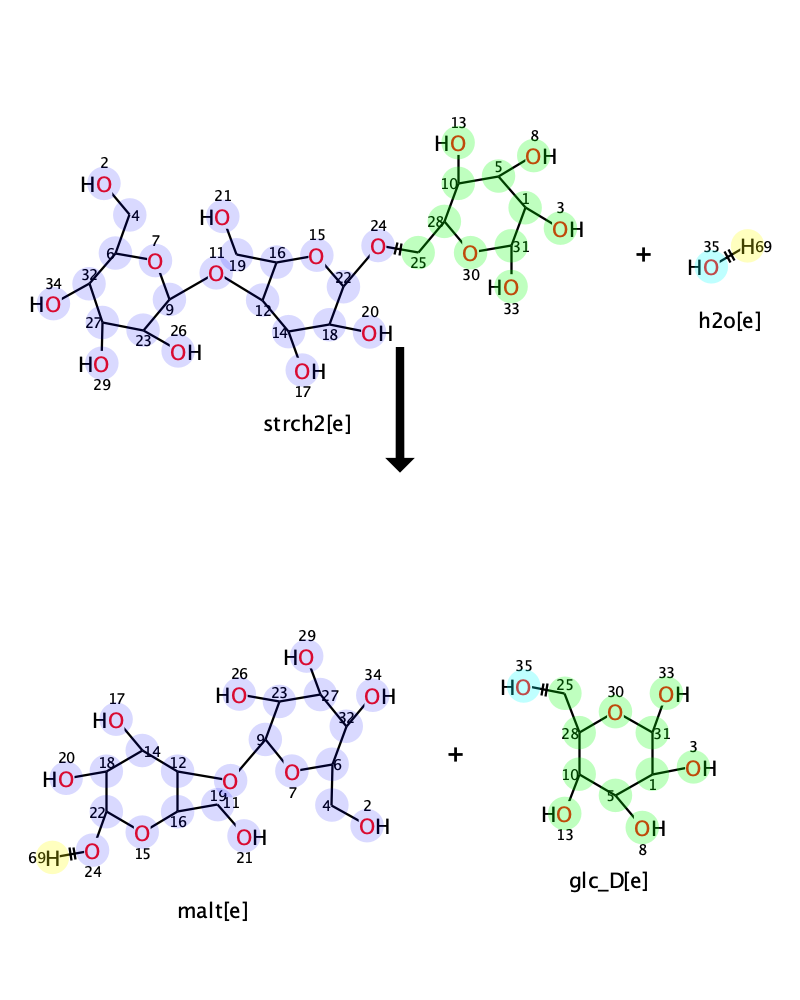 13
8
HO
OH
2
5
HO
10
1
21
4
3
HO
15
24
28
OH
7
O
11
16
O
O
31
35
H69
6
O
O
19
25
O
HO
34
32
22
30
HO
HO
9
12
33
h2o[e]
27
23
26
14
18
20
OH
HO
OH
OH
29
17
strch2[e]
+
29
HO
34
35
33
26
27
OH
HO
25
30
OH
HO
23
O
17
32
28
31
HO
9
3
14
10
1
OH
20
18
12
6
5
HO
O
O
7
HO
OH
22
19
11
4
2
13
8
16
OH
O
OH
15
21
69H
O
24
+
glc_D[e]
malt[e]